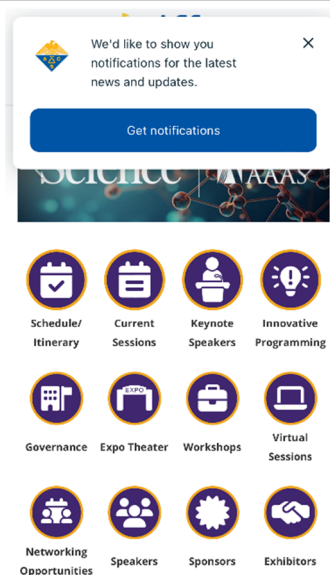 We'd like to show you
notifications for the latest
news and updates.
Get notifications
Science
AAAS
Schedule/
Itinerary
Current
Sessions
Keynote
Speakers
Innovative
Programming
Governance
EXPO
Expo Theater
Workshops
Virtual
Sessions
Networking
Opportunities
Speakers
Sponsors
Exhibitors